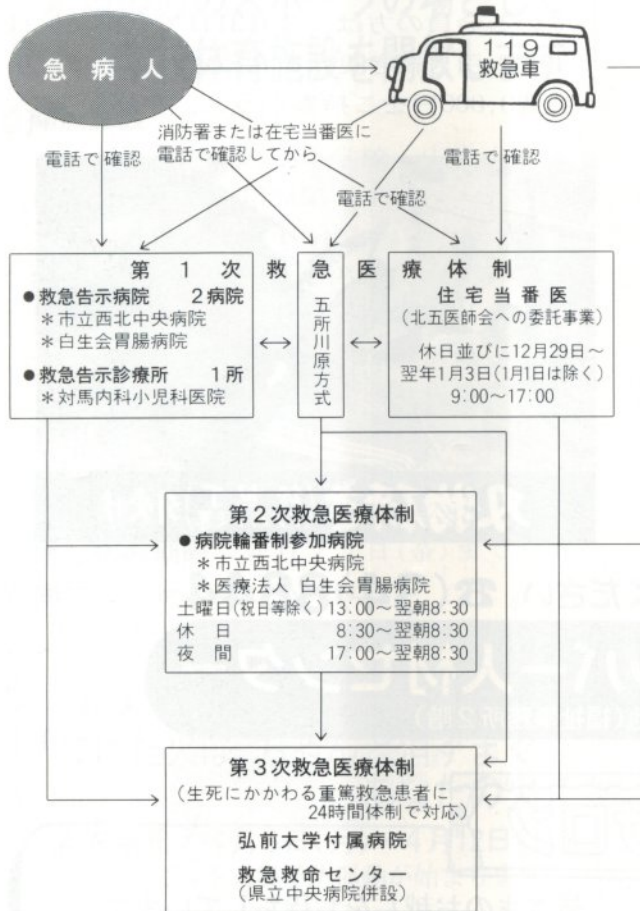 急病人
119
救急車
消防署または在宅当番医に
電話で確認してから
電話で確認
電話で確認
電話で確認
第1次救急医療体制
●救急告示病院 2病院
*市立西北中央病院
*白生会胃腸病院
●救急告示診療所 1所
*対馬内科小児科医院
五所川原方式
住宅当番医
(北五医師会への委託事業)
休日並びに12月29日~
翌年1月3日(1月1日は除く)
9:00~17:00
第2次救急医療体制
●病院輪番制参加病院
*市立西北中央病院
*医療法人 白生会胃腸病院
土曜日(祝日等除く)13:00~翌朝8:30
休日 8:30~翌朝8:30
夜間 17:00~翌朝8:30
第3次救急医療体制
(生死にかかわる重篤救急患者に
24時間体制で対応)
弘前大学付属病院
救急救命センター
(県立中央病院併設)